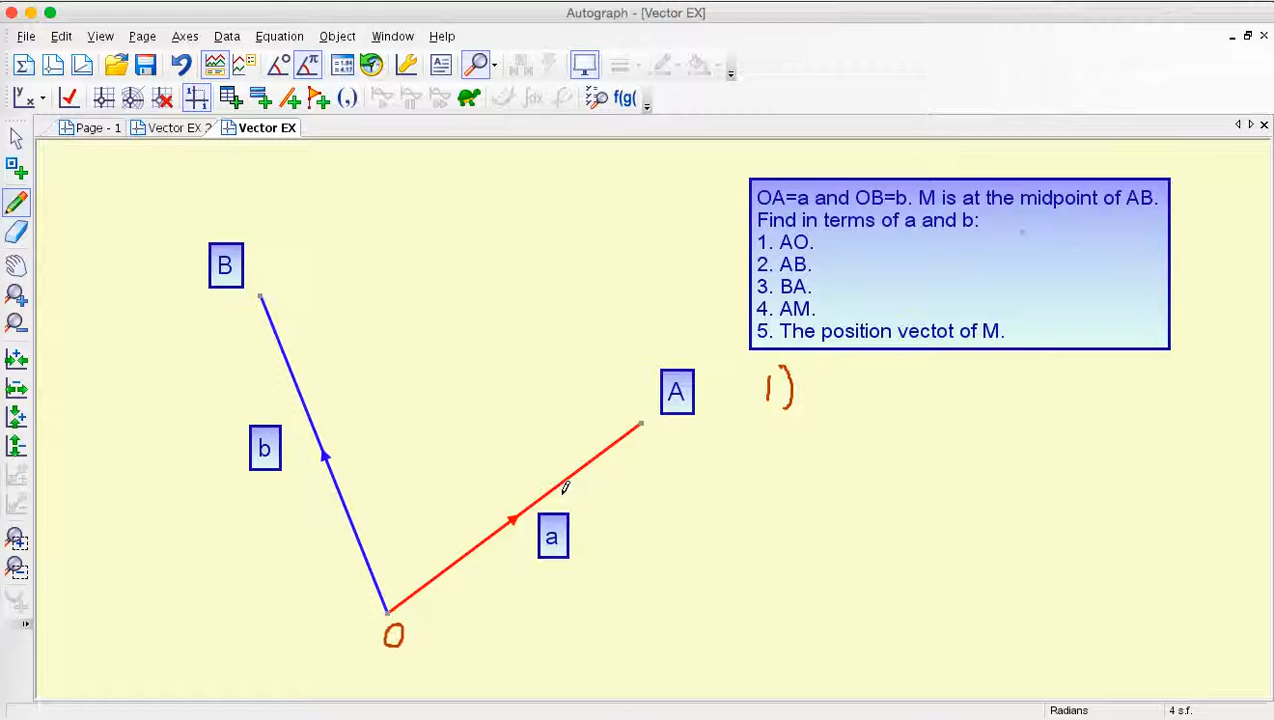 Autograph - [Vector EX]
File Edit View Page Axes Data Equation Object Window Help
Page - 1 Vector EX 2 Vector EX
OA=a and OB=b. M is at the midpoint of AB.
Find in terms of a and b:
1. AO.
2. AB.
3. BA.
4. AM.
5. The position vectot of M.
B
A
1)
b
a
O
Radians 4 s.f.